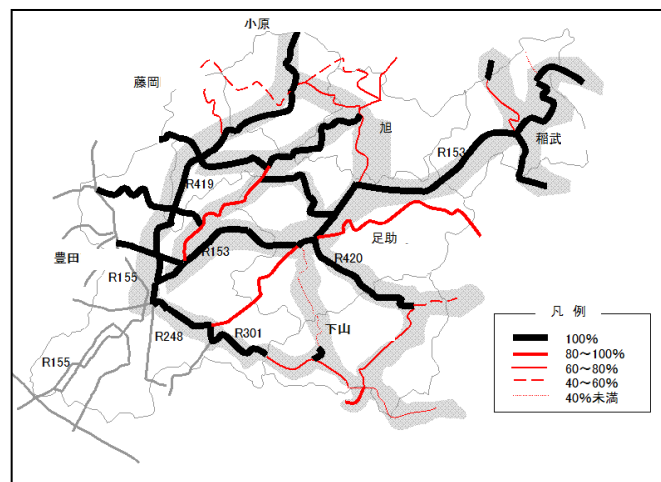 小原
藤岡
旭
R153
稲武
R419
足助
豊田
R153
R420
R155
下山
R248
R301
R155
凡 例
100%
80～100%
60～80%
40～60%
40%未満